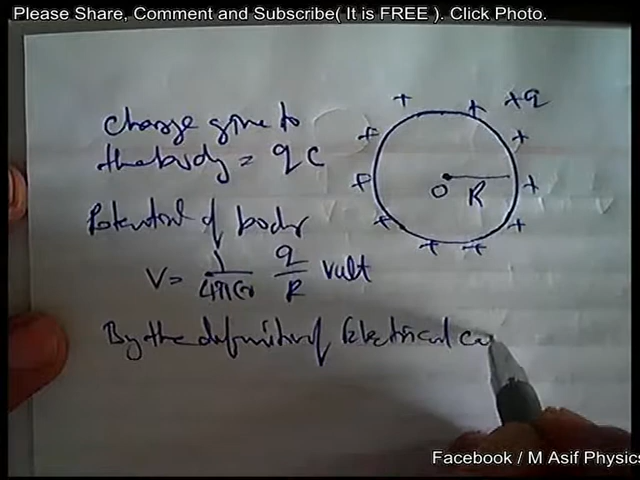 Please Share, Comment and Subscribe( It is FREE ). Click Photo.
Charge given to
the body = q C
Potential of body
V = 1/4πε₀ q/R Volt
By the definition of Electrical Ca
+ + + + + + + + + + + +q
O R
Facebook / M Asif Physics